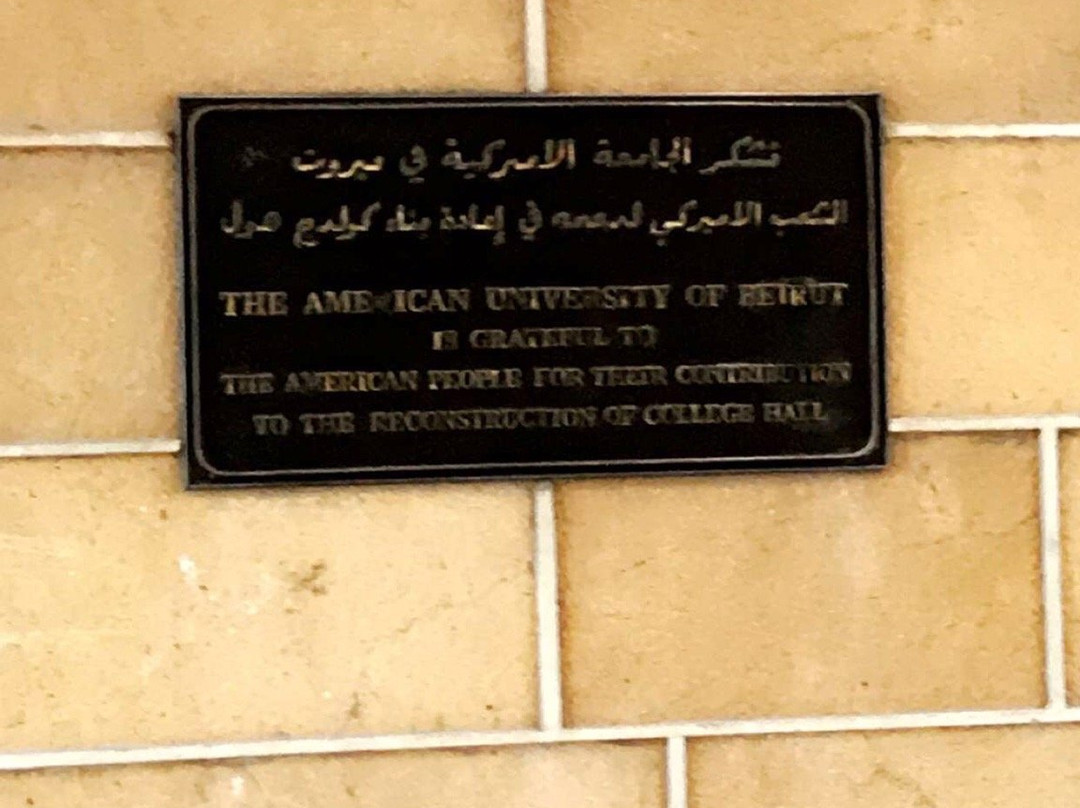 تشكر الجامعة الاميركية في بيروت
الشعب الاميركي لدعمه في إعادة بناء كولدج هول
THE AMERICAN UNIVERSITY OF BEIRUT
IS GRATEFUL TO
THE AMERICAN PEOPLE FOR THEIR CONTRIBUTION
TO THE RECONSTRUCTION OF COLLEGE HALL